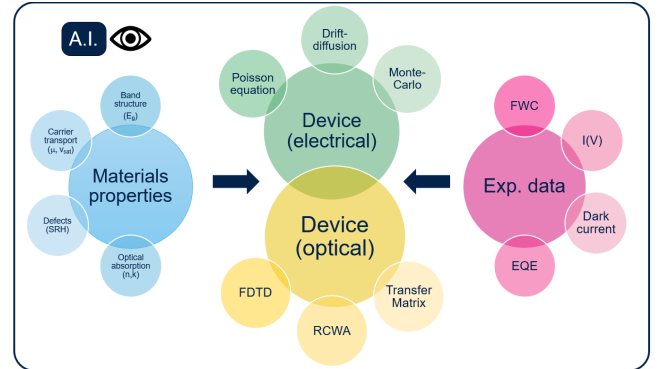 A.I.
Band
structure
(Eg)
Carrier
transport
(μ, vsat)
Materials
properties
Defects
(SRH)
Optical
absorption
(n,k)
Drift-
diffusion
Poisson
equation
Monte-
Carlo
Device
(electrical)
Device
(optical)
FDTD
RCWA
Transfer
Matrix
FWC
I(V)
Exp. data
Dark
current
EQE